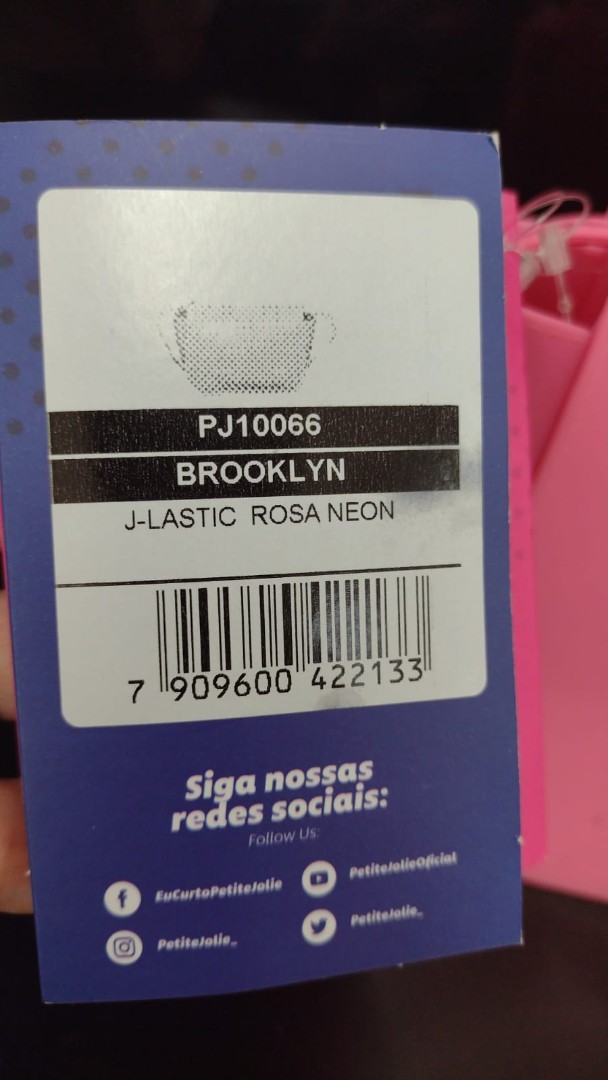 PJ10066
BROOKLYN
J-LASTIC ROSA NEON
7 909600 422133
Siga nossas
redes sociais:
Follow Us:
EuCurtoPetiteJolie
PetiteJolieOficial
PetiteJolie_
PetiteJolie_